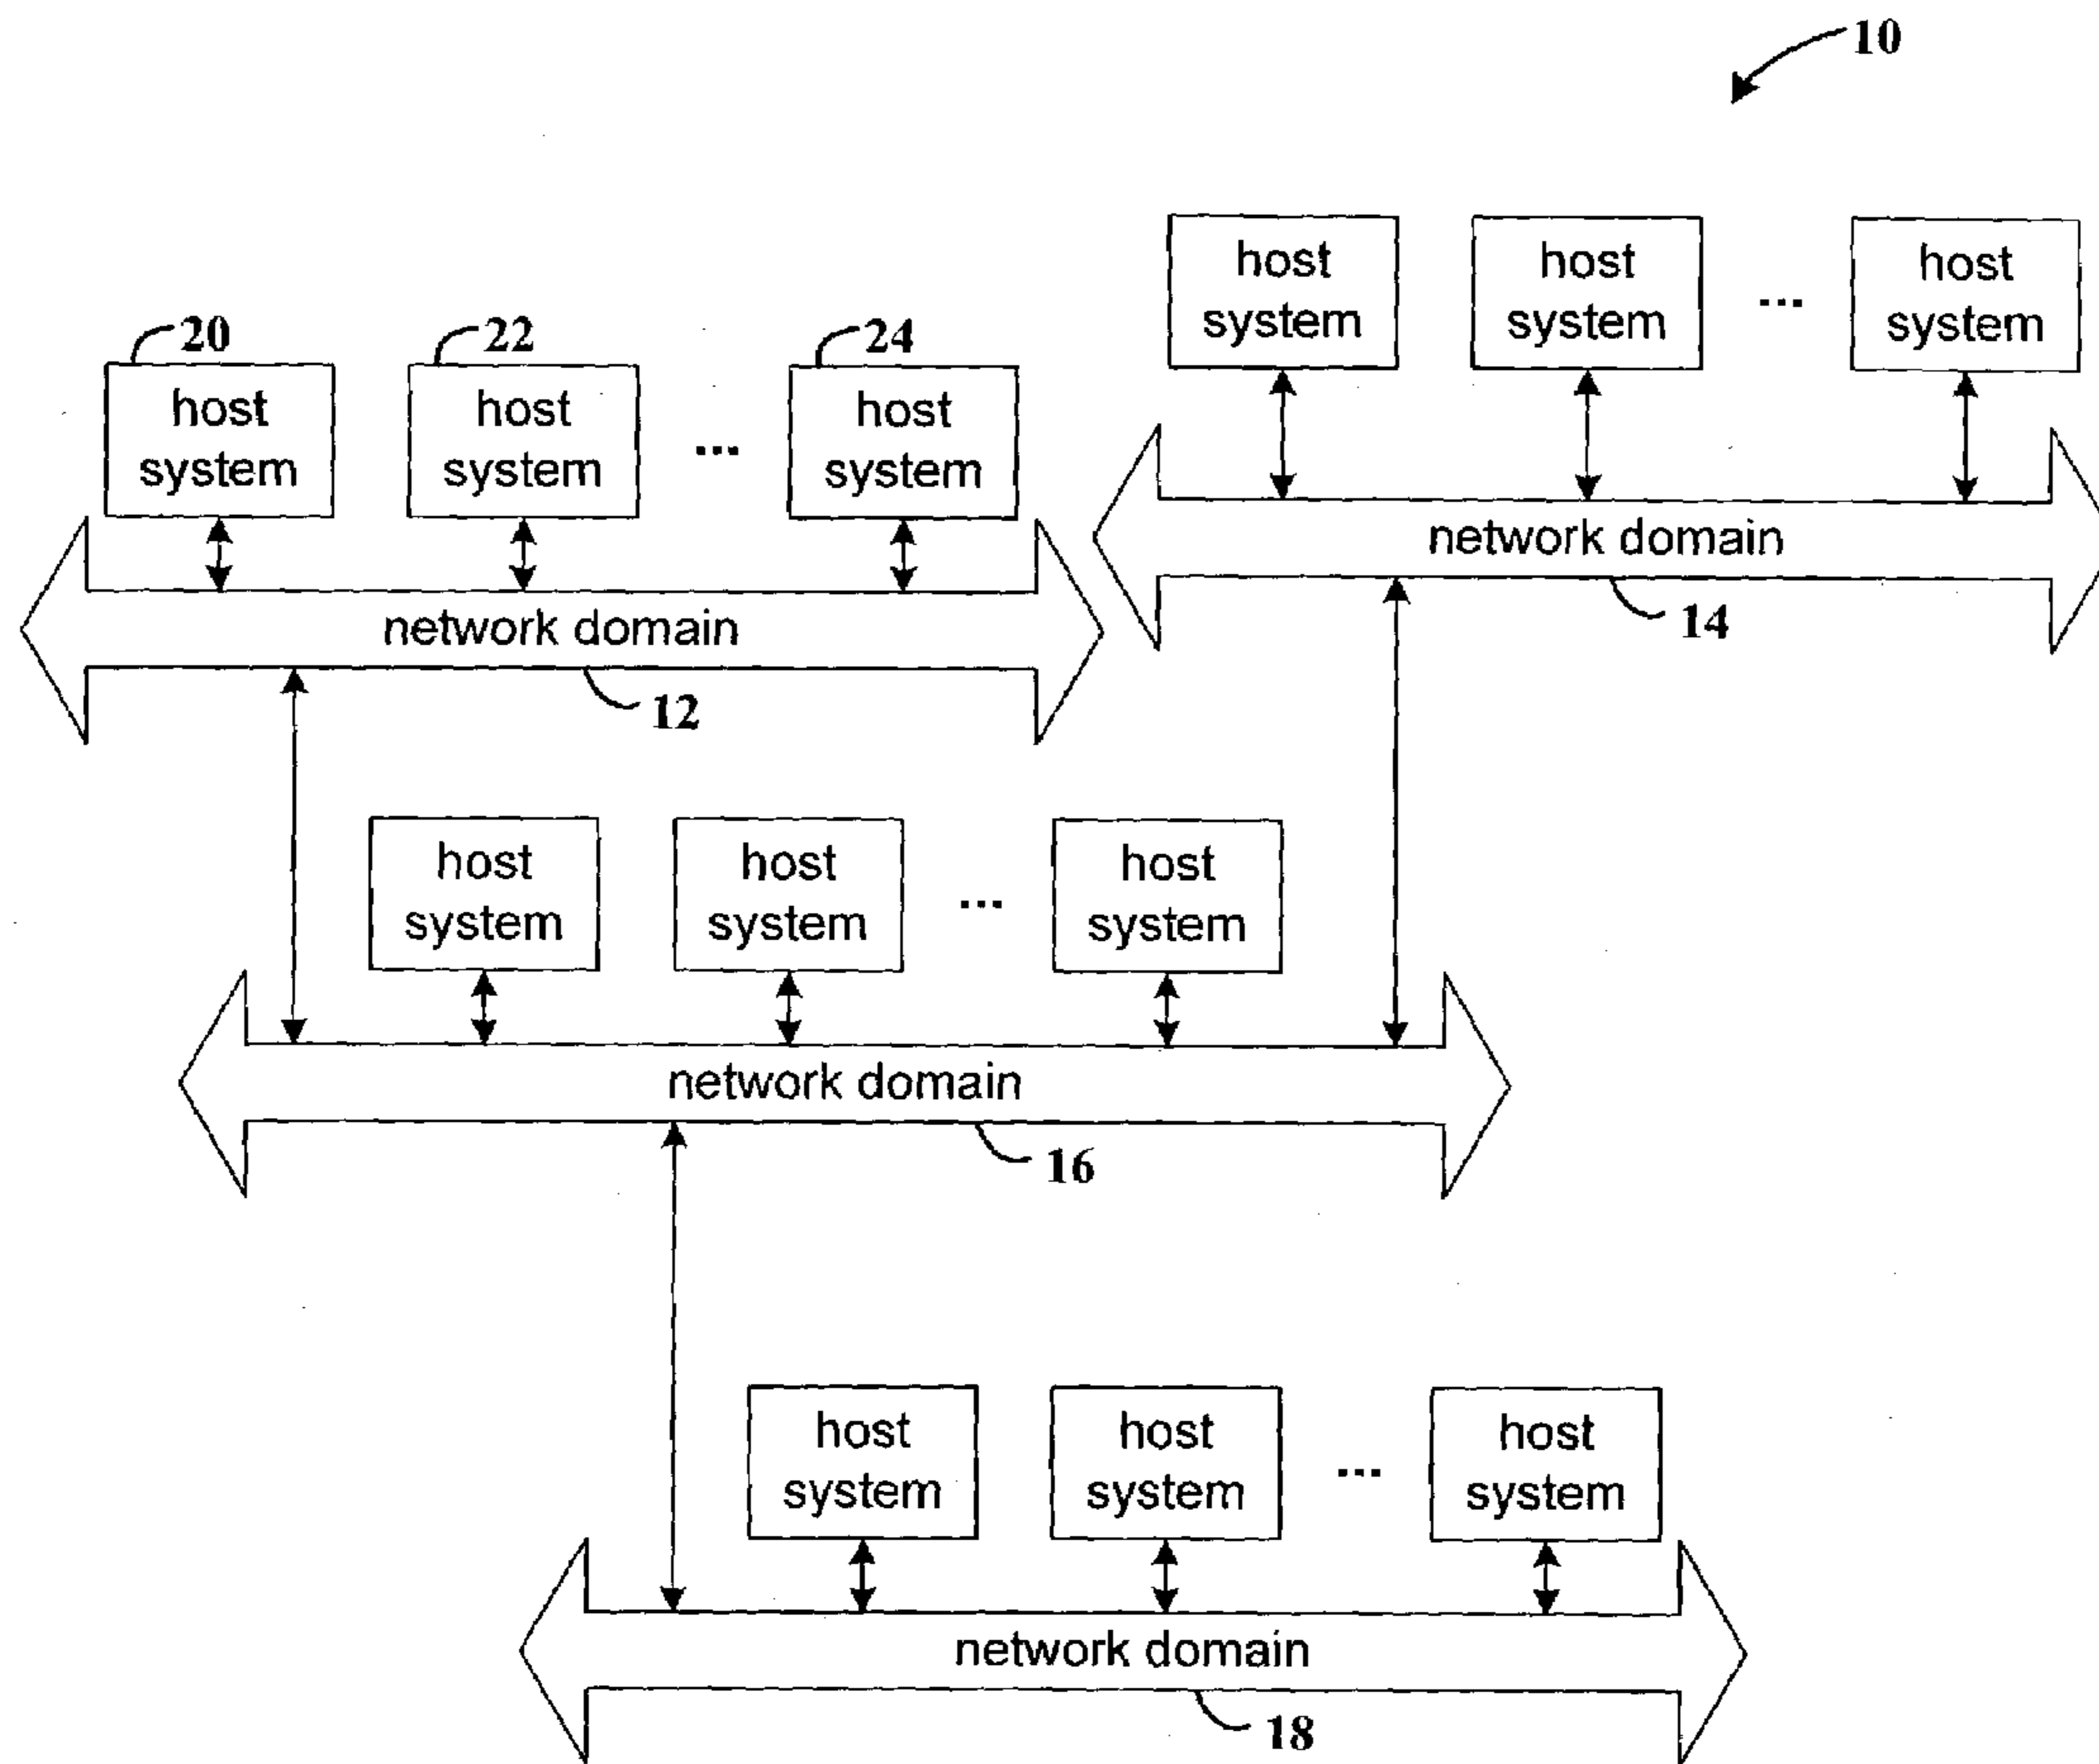 10
host
system
host
system
...
host
system
20
22
24
host
system
host
system
...
host
system
network domain
14
network domain
12
host
system
host
system
...
host
system
network domain
16
host
system
host
system
...
host
system
network domain
18